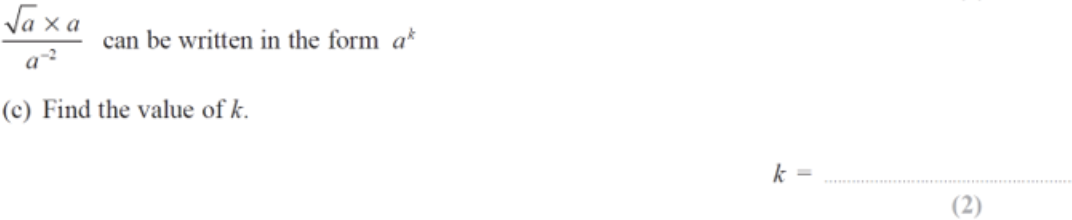 √a × a / a⁻² can be written in the form aᵏ
(c) Find the value of k.
k = ........................................................
(2)